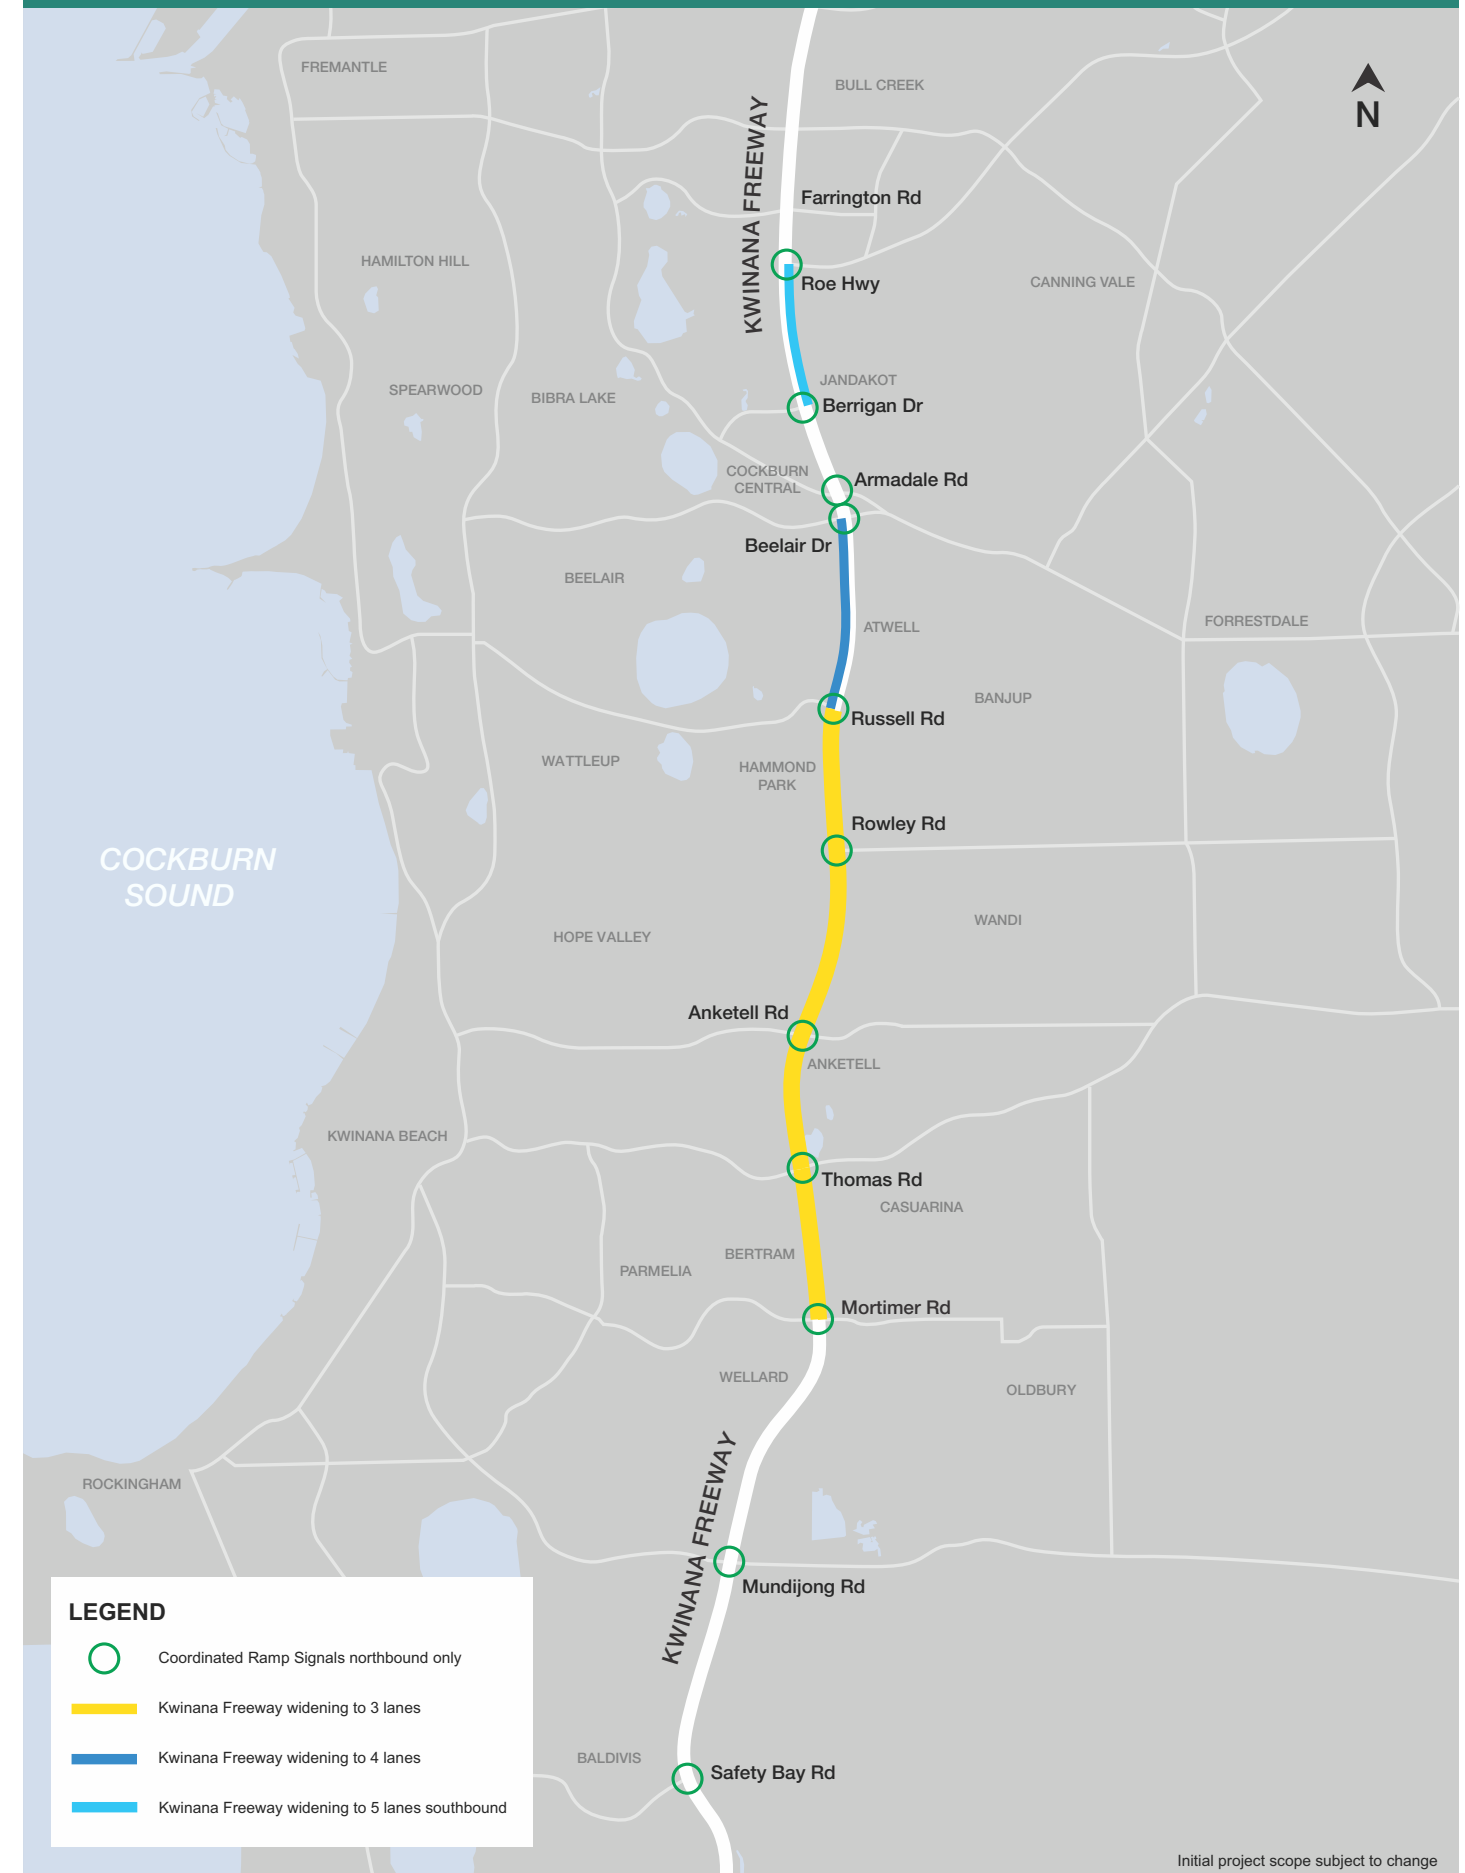 FREMANTLE
BULL CREEK
N
KWINANA FREEWAY
Farrington Rd
HAMILTON HILL
Roe Hwy
CANNING VALE
JANDAKOT
SPEARWOOD
BIBRA LAKE
Berrigan Dr
COCKBURN
CENTRAL
Armadale Rd
Beelair Dr
BEELIAR
ATWELL
FORRESTDALE
BANJUP
Russell Rd
WATTLEUP
HAMMOND
PARK
Rowley Rd
COCKBURN
SOUND
WANDI
HOPE VALLEY
Anketell Rd
ANKETELL
KWINANA BEACH
Thomas Rd
CASUARINA
BERTRAM
PARMELIA
Mortimer Rd
WELLARD
OLDBURY
KWINANA FREEWAY
ROCKINGHAM
Mundijong Rd
LEGEND
Coordinated Ramp Signals northbound only
Kwinana Freeway widening to 3 lanes
Kwinana Freeway widening to 4 lanes
Kwinana Freeway widening to 5 lanes southbound
BALDIVIS
Safety Bay Rd
Initial project scope subject to change